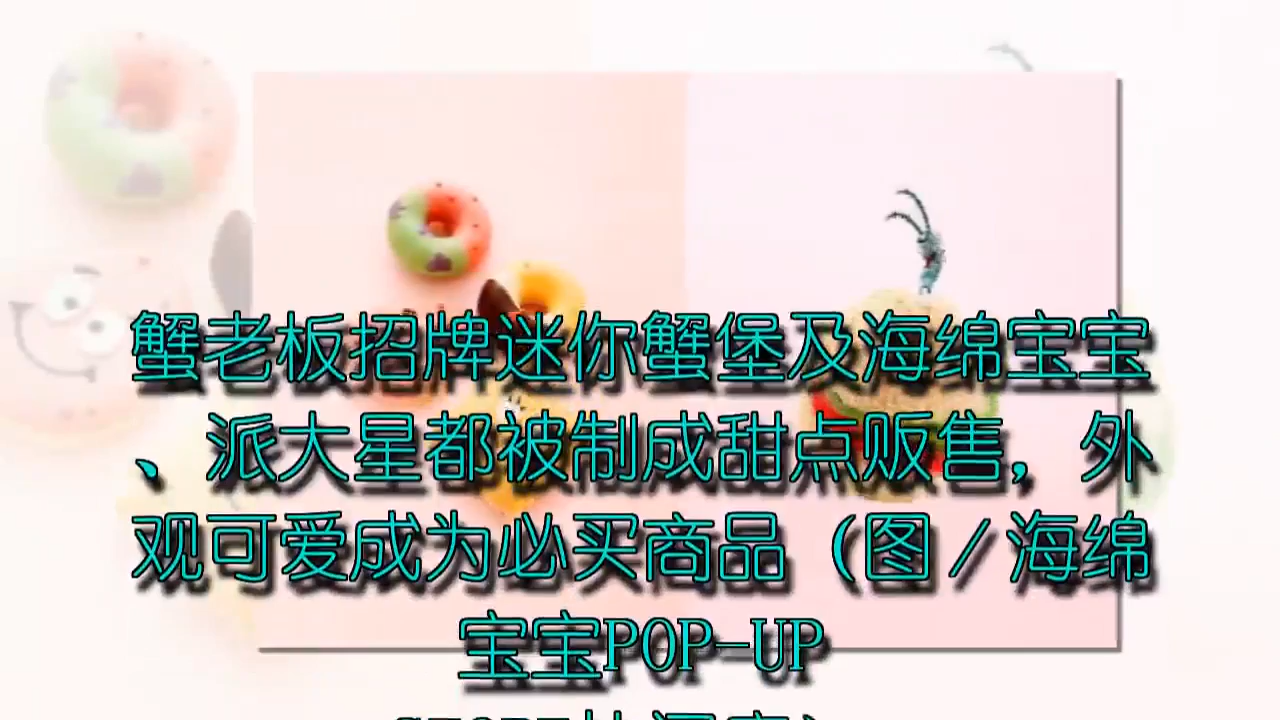 蟹老板招牌迷你蟹堡及海绵宝宝
、派大星都被制成甜点贩售，外
观可爱成为必买商品（图／海绵
宝宝POP-UP